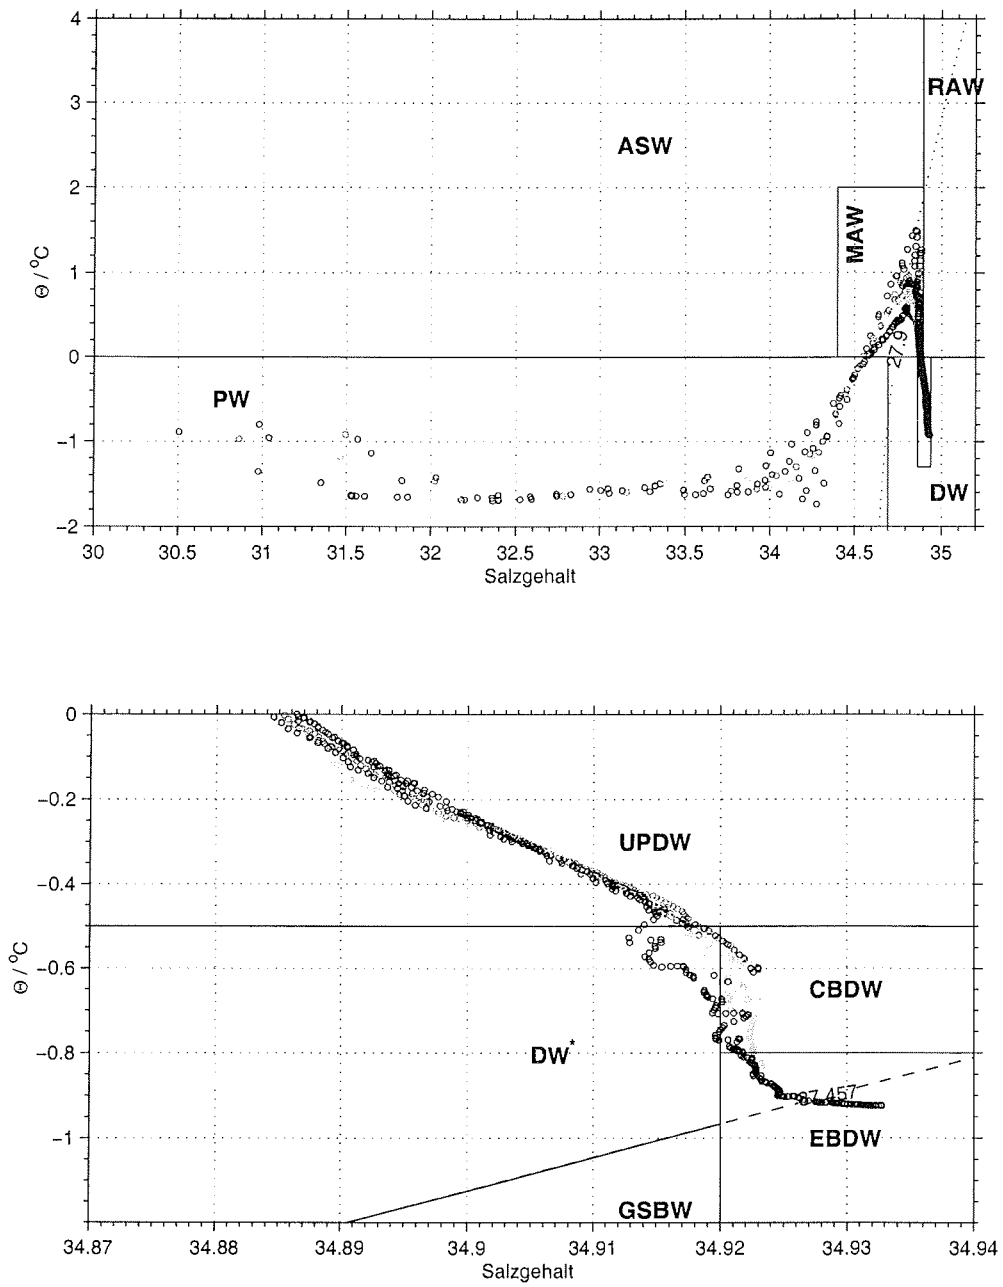 4
RAW
3
ASW
2
MAW
1
Θ / °C
27.9
0
PW
−1
DW
−2
30 30.5 31 31.5 32 32.5 33 33.5 34 34.5 35
Salzgehalt
0
−0.2
UPDW
−0.4
Θ / °C
−0.6
CBDW
−0.8
DW*
7.457
−1
EBDW
GSBW
34.87 34.88 34.89 34.9 34.91 34.92 34.93 34.94
Salzgehalt